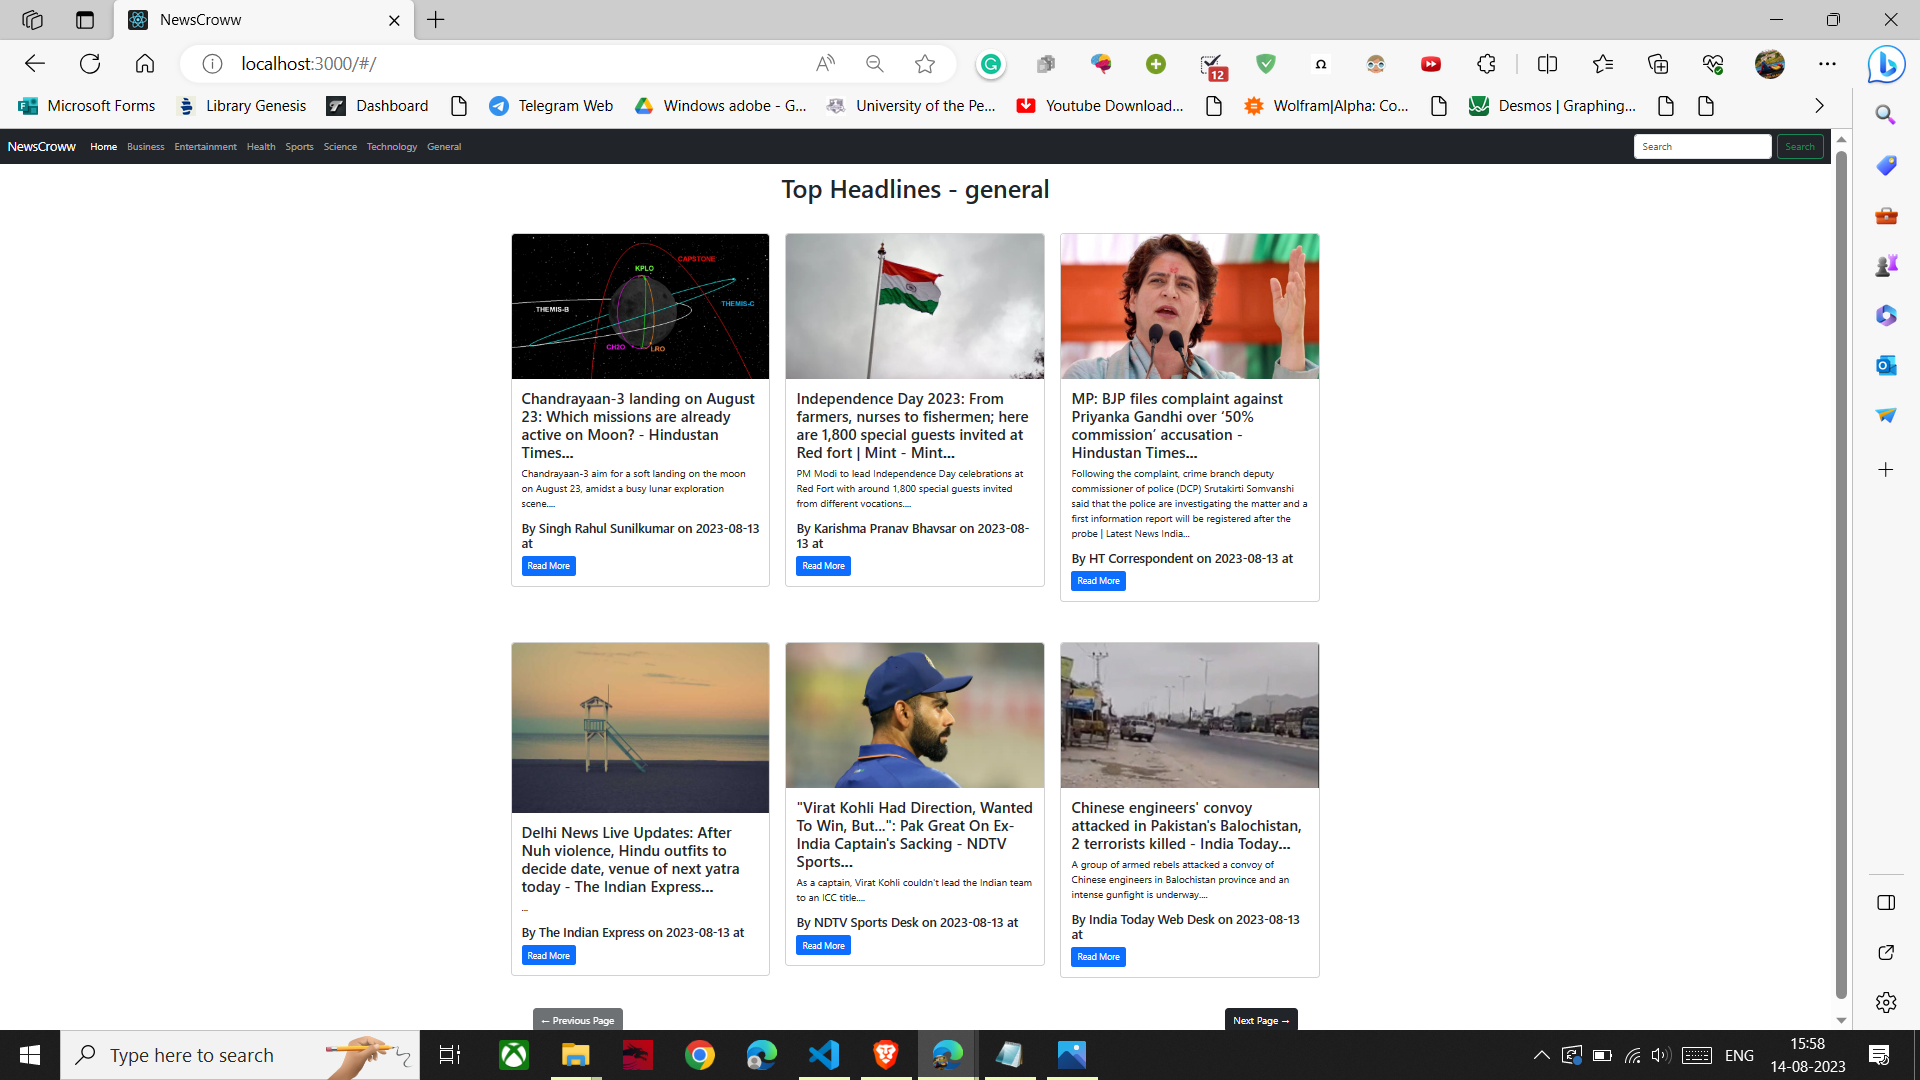 NewsCroww
localhost:3000/#/
12
Microsoft Forms
Library Genesis
Dashboard
Telegram Web
Windows adobe - G...
University of the Pe...
Youtube Download...
Wolfram|Alpha: Co...
Desmos | Graphing...
NewsCroww Home Business Entertainment Health Sports Science Technology General
Search
Search
Top Headlines - general
CAPSTONE
KPLO
THEMIS-C
THEMIS-B
CH2O
LRO
Chandrayaan-3 landing on August
23: Which missions are already
active on Moon? - Hindustan
Times...
Chandrayaan-3 aim for a soft landing on the moon
on August 23, amidst a busy lunar exploration
scene....
By Singh Rahul Sunilkumar on 2023-08-13
at
Read More
Independence Day 2023: From
farmers, nurses to fishermen; here
are 1,800 special guests invited at
Red fort | Mint - Mint...
PM Modi to lead Independence Day celebrations at
Red Fort with around 1,800 special guests invited
from different vocations....
By Karishma Pranav Bhavsar on 2023-08-
13 at
Read More
MP: BJP files complaint against
Priyanka Gandhi over ‘50%
commission’ accusation -
Hindustan Times...
Following the complaint, crime branch deputy
commissioner of police (DCP) Srutakirti Somvanshi
said that the police are investigating the matter and a
first information report will be registered after the
probe | Latest News India...
By HT Correspondent on 2023-08-13 at
Read More
Delhi News Live Updates: After
Nuh violence, Hindu outfits to
decide date, venue of next yatra
today - The Indian Express...
...
By The Indian Express on 2023-08-13 at
Read More
"Virat Kohli Had Direction, Wanted
To Win, But...": Pak Great On Ex-
India Captain's Sacking - NDTV
Sports...
As a captain, Virat Kohli couldn't lead the Indian team
to an ICC title....
By NDTV Sports Desk on 2023-08-13 at
Read More
Chinese engineers' convoy
attacked in Pakistan's Balochistan,
2 terrorists killed - India Today...
A group of armed rebels attacked a convoy of
Chinese engineers in Balochistan province and an
intense gunfight is underway....
By India Today Web Desk on 2023-08-13
at
Read More
← Previous Page
Next Page →
Type here to search
ENG
15:58
14-08-2023